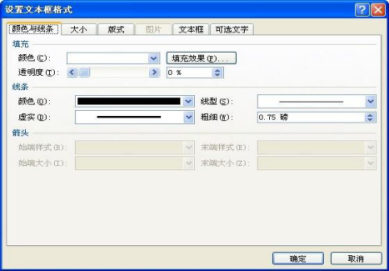 设置文本框格式
颜色与线条 大小 版式 图片 文本框 可选文字
填充
颜色(C): 填充效果(F)...
透明度(T): 0 %
线条
颜色(O): 线型(S):
虚实(D): 粗细(W): 0.75 磅
箭头
始端样式(B): 末端样式(E):
始端大小(I): 末端大小(Z):
确定 取消